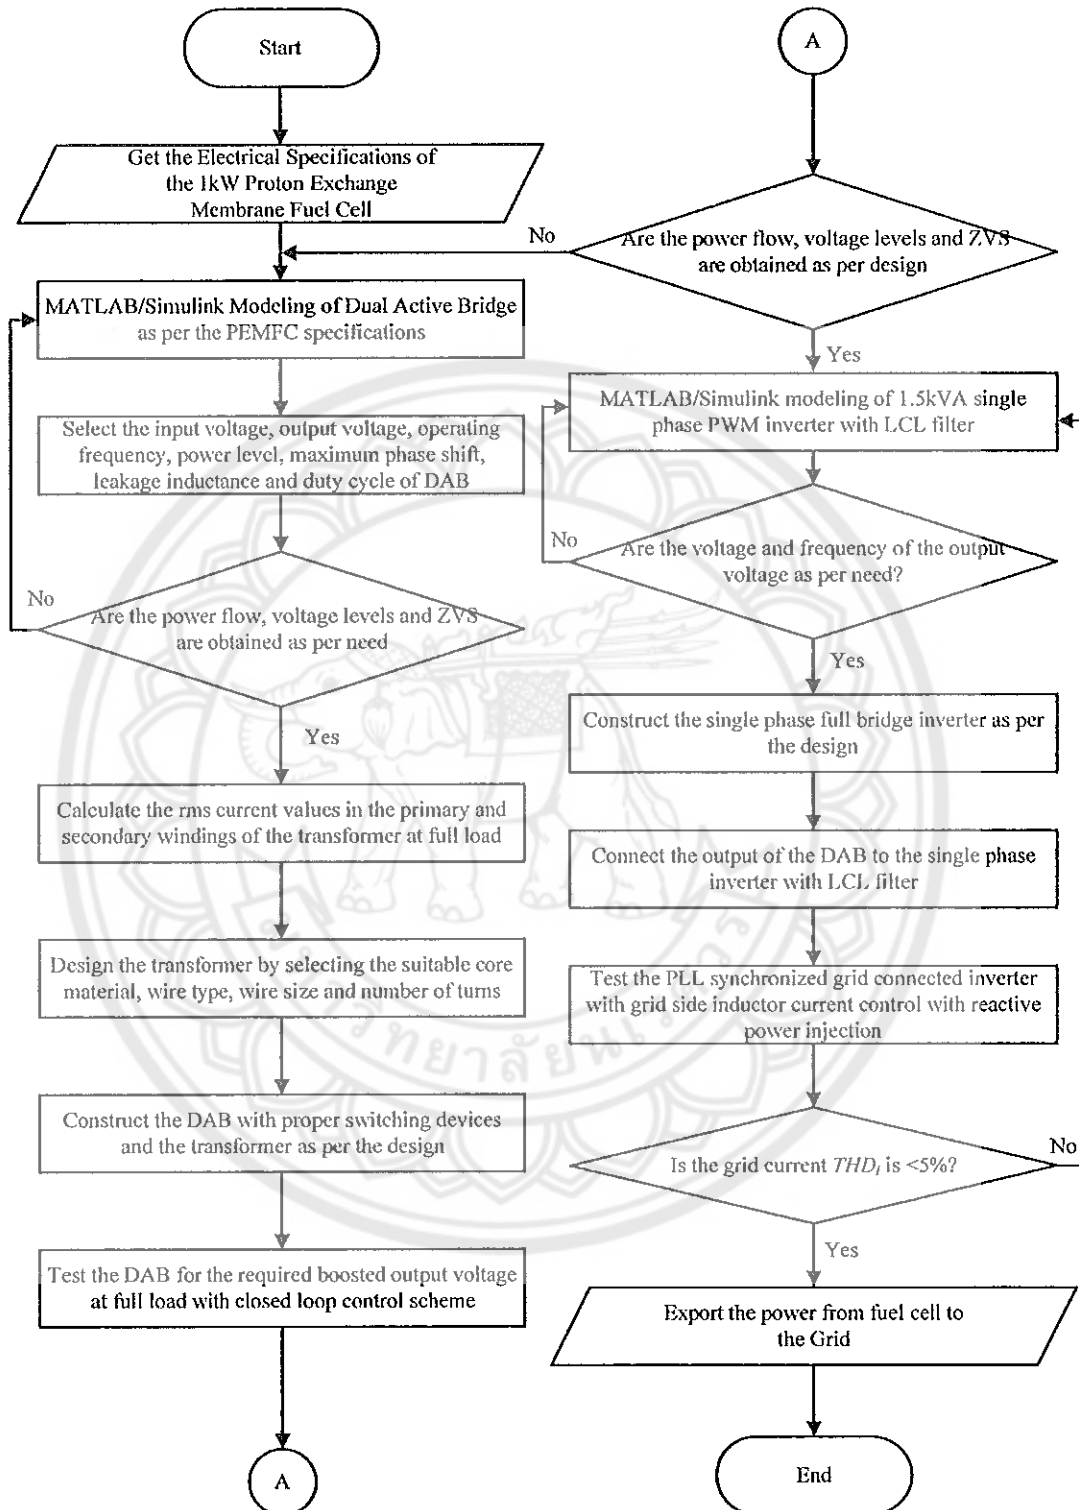 Start
Get the Electrical Specifications of
the 1kW Proton Exchange
Membrane Fuel Cell
MATLAB/Simulink Modeling of Dual Active Bridge
as per the PEMFC specifications
Select the input voltage, output voltage, operating
frequency, power level, maximum phase shift,
leakage inductance and duty cycle of DAB
No
Are the power flow, voltage levels and ZVS
are obtained as per need
Yes
Calculate the rms current values in the primary and
secondary windings of the transformer at full load
Design the transformer by selecting the suitable core
material, wire type, wire size and number of turns
Construct the DAB with proper switching devices
and the transformer as per the design
Test the DAB for the required boosted output voltage
at full load with closed loop control scheme
A
A
No
Are the power flow, voltage levels and ZVS
are obtained as per design
Yes
MATLAB/Simulink modeling of 1.5kVA single
phase PWM inverter with LCL filter
No
Are the voltage and frequency of the output
voltage as per need?
Yes
Construct the single phase full bridge inverter as per
the design
Connect the output of the DAB to the single phase
inverter with LCL filter
Test the PLL synchronized grid connected inverter
with grid side inductor current control with reactive
power injection
No
Is the grid current THDi is <5%?
Yes
Export the power from fuel cell to
the Grid
End